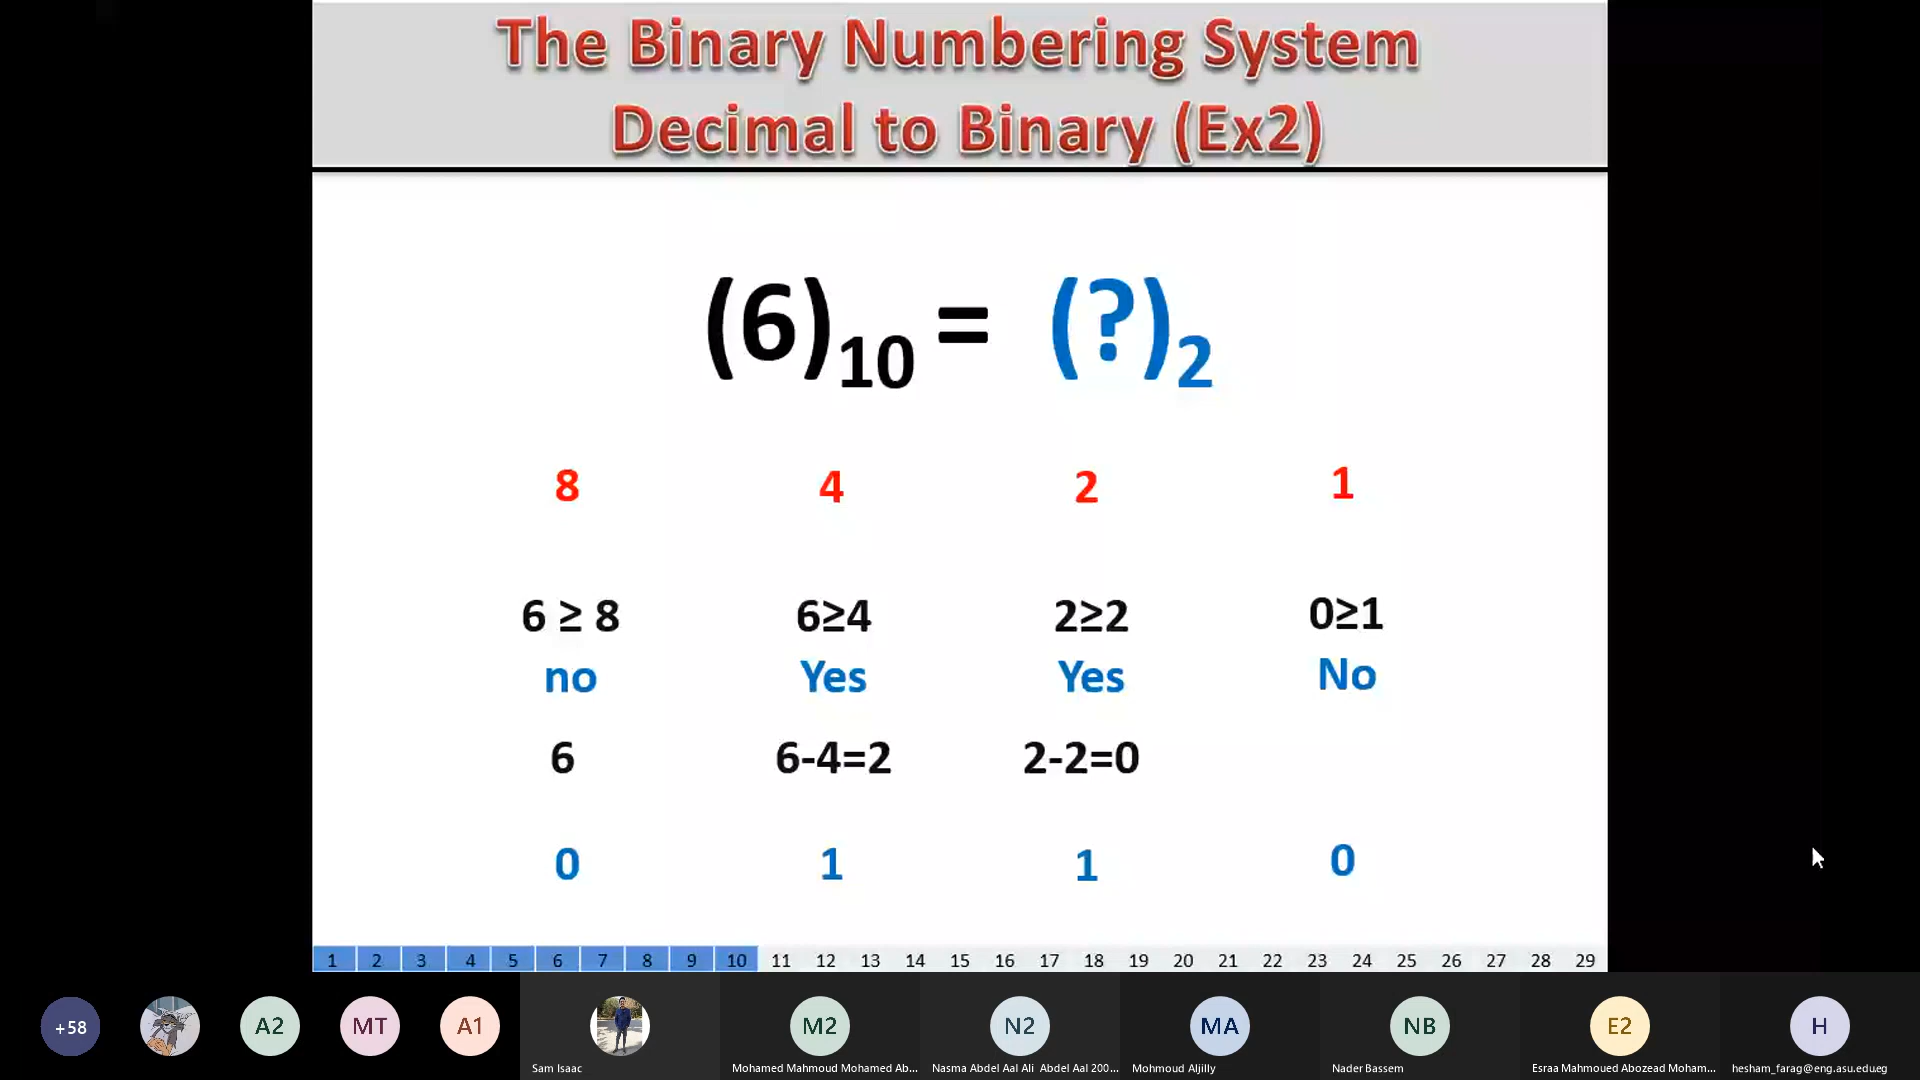 The Binary Numbering System
Decimal to Binary (Ex2)
(6)10 = (?)2
8 4 2 1
6 ≥ 8 6≥4 2≥2 0≥1
no Yes Yes No
6 6-4=2 2-2=0
0 1 1 0
1 2 3 4 5 6 7 8 9 10 11 12 13 14 15 16 17 18 19 20 21 22 23 24 25 26 27 28 29
+58 A2 MT A1 M2 N2 MA NB E2 H
Sam Isaac Mohamed Mahmoud Mohamed Ab... Nasma Abdel Aal Ali Abdel Aal 200... Mohmoud Aljilly Nader Bassem Esraa Mahmoued Abozead Moham... hesham_farag@eng.asu.edu.eg